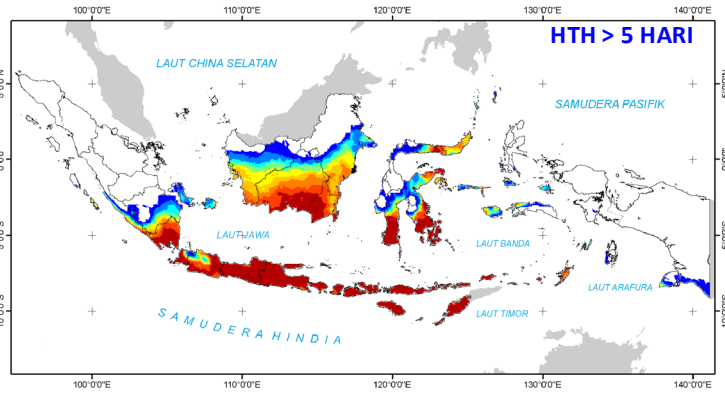 100°0'0"E 110°0'0"E 120°0'0"E 130°0'0"E 140°0'0"E
HTH > 5 HARI
LAUT CHINA SELATAN
SAMUDERA PASIFIK
LAUT JAWA
LAUT BANDA
LAUT ARAFURA
LAUT TIMOR
SAMUDERA HINDIA
100°0'0"E 110°0'0"E 120°0'0"E 130°0'0"E 140°0'0"E